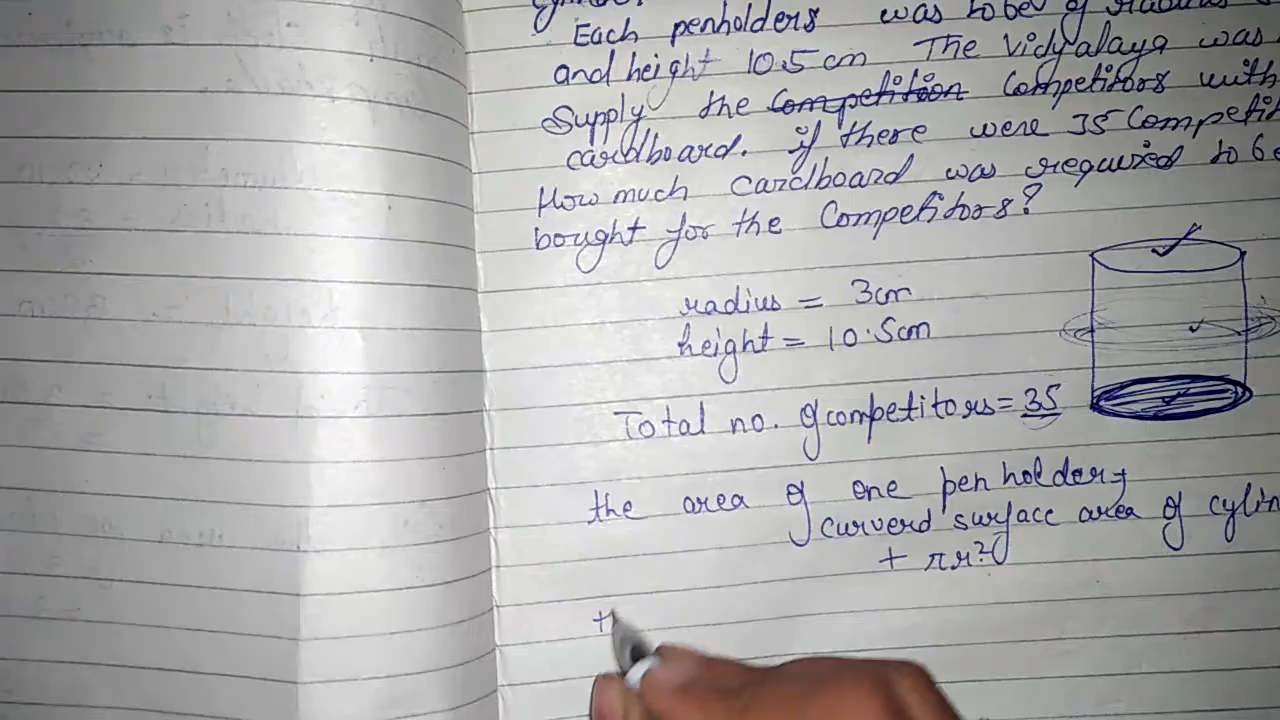 Each penholders was to be of radius
and height 10.5 cm The Vidyalaya was
Supply the Competition Competitors with
cardboard. if there were 35 Competit
How much Cardboard was required to be
bought for the Competitors?
radius = 3cm
height = 10.5cm
Total no. of competitors = 35
the area of one penholder =
curverd surface area of cylin
+ πr²